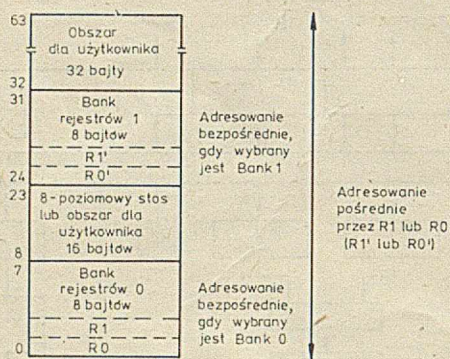 63
Obszar
dla użytkownika
32 bajty
32
31
Bank
rejestrów 1
8 bajtów
R1'
R0'
24
Adresowanie
bezpośrednie,
gdy wybrany
jest Bank 1
23
8-poziomowy stos
lub obszar dla
użytkownika
16 bajtów
8
7
Bank
rejestrów 0
8 bajtów
R1
R0
0
Adresowanie
bezpośrednie,
gdy wybrany
jest Bank 0
Adresowanie
pośrednie
przez R1 lub R0
(R1' lub R0')